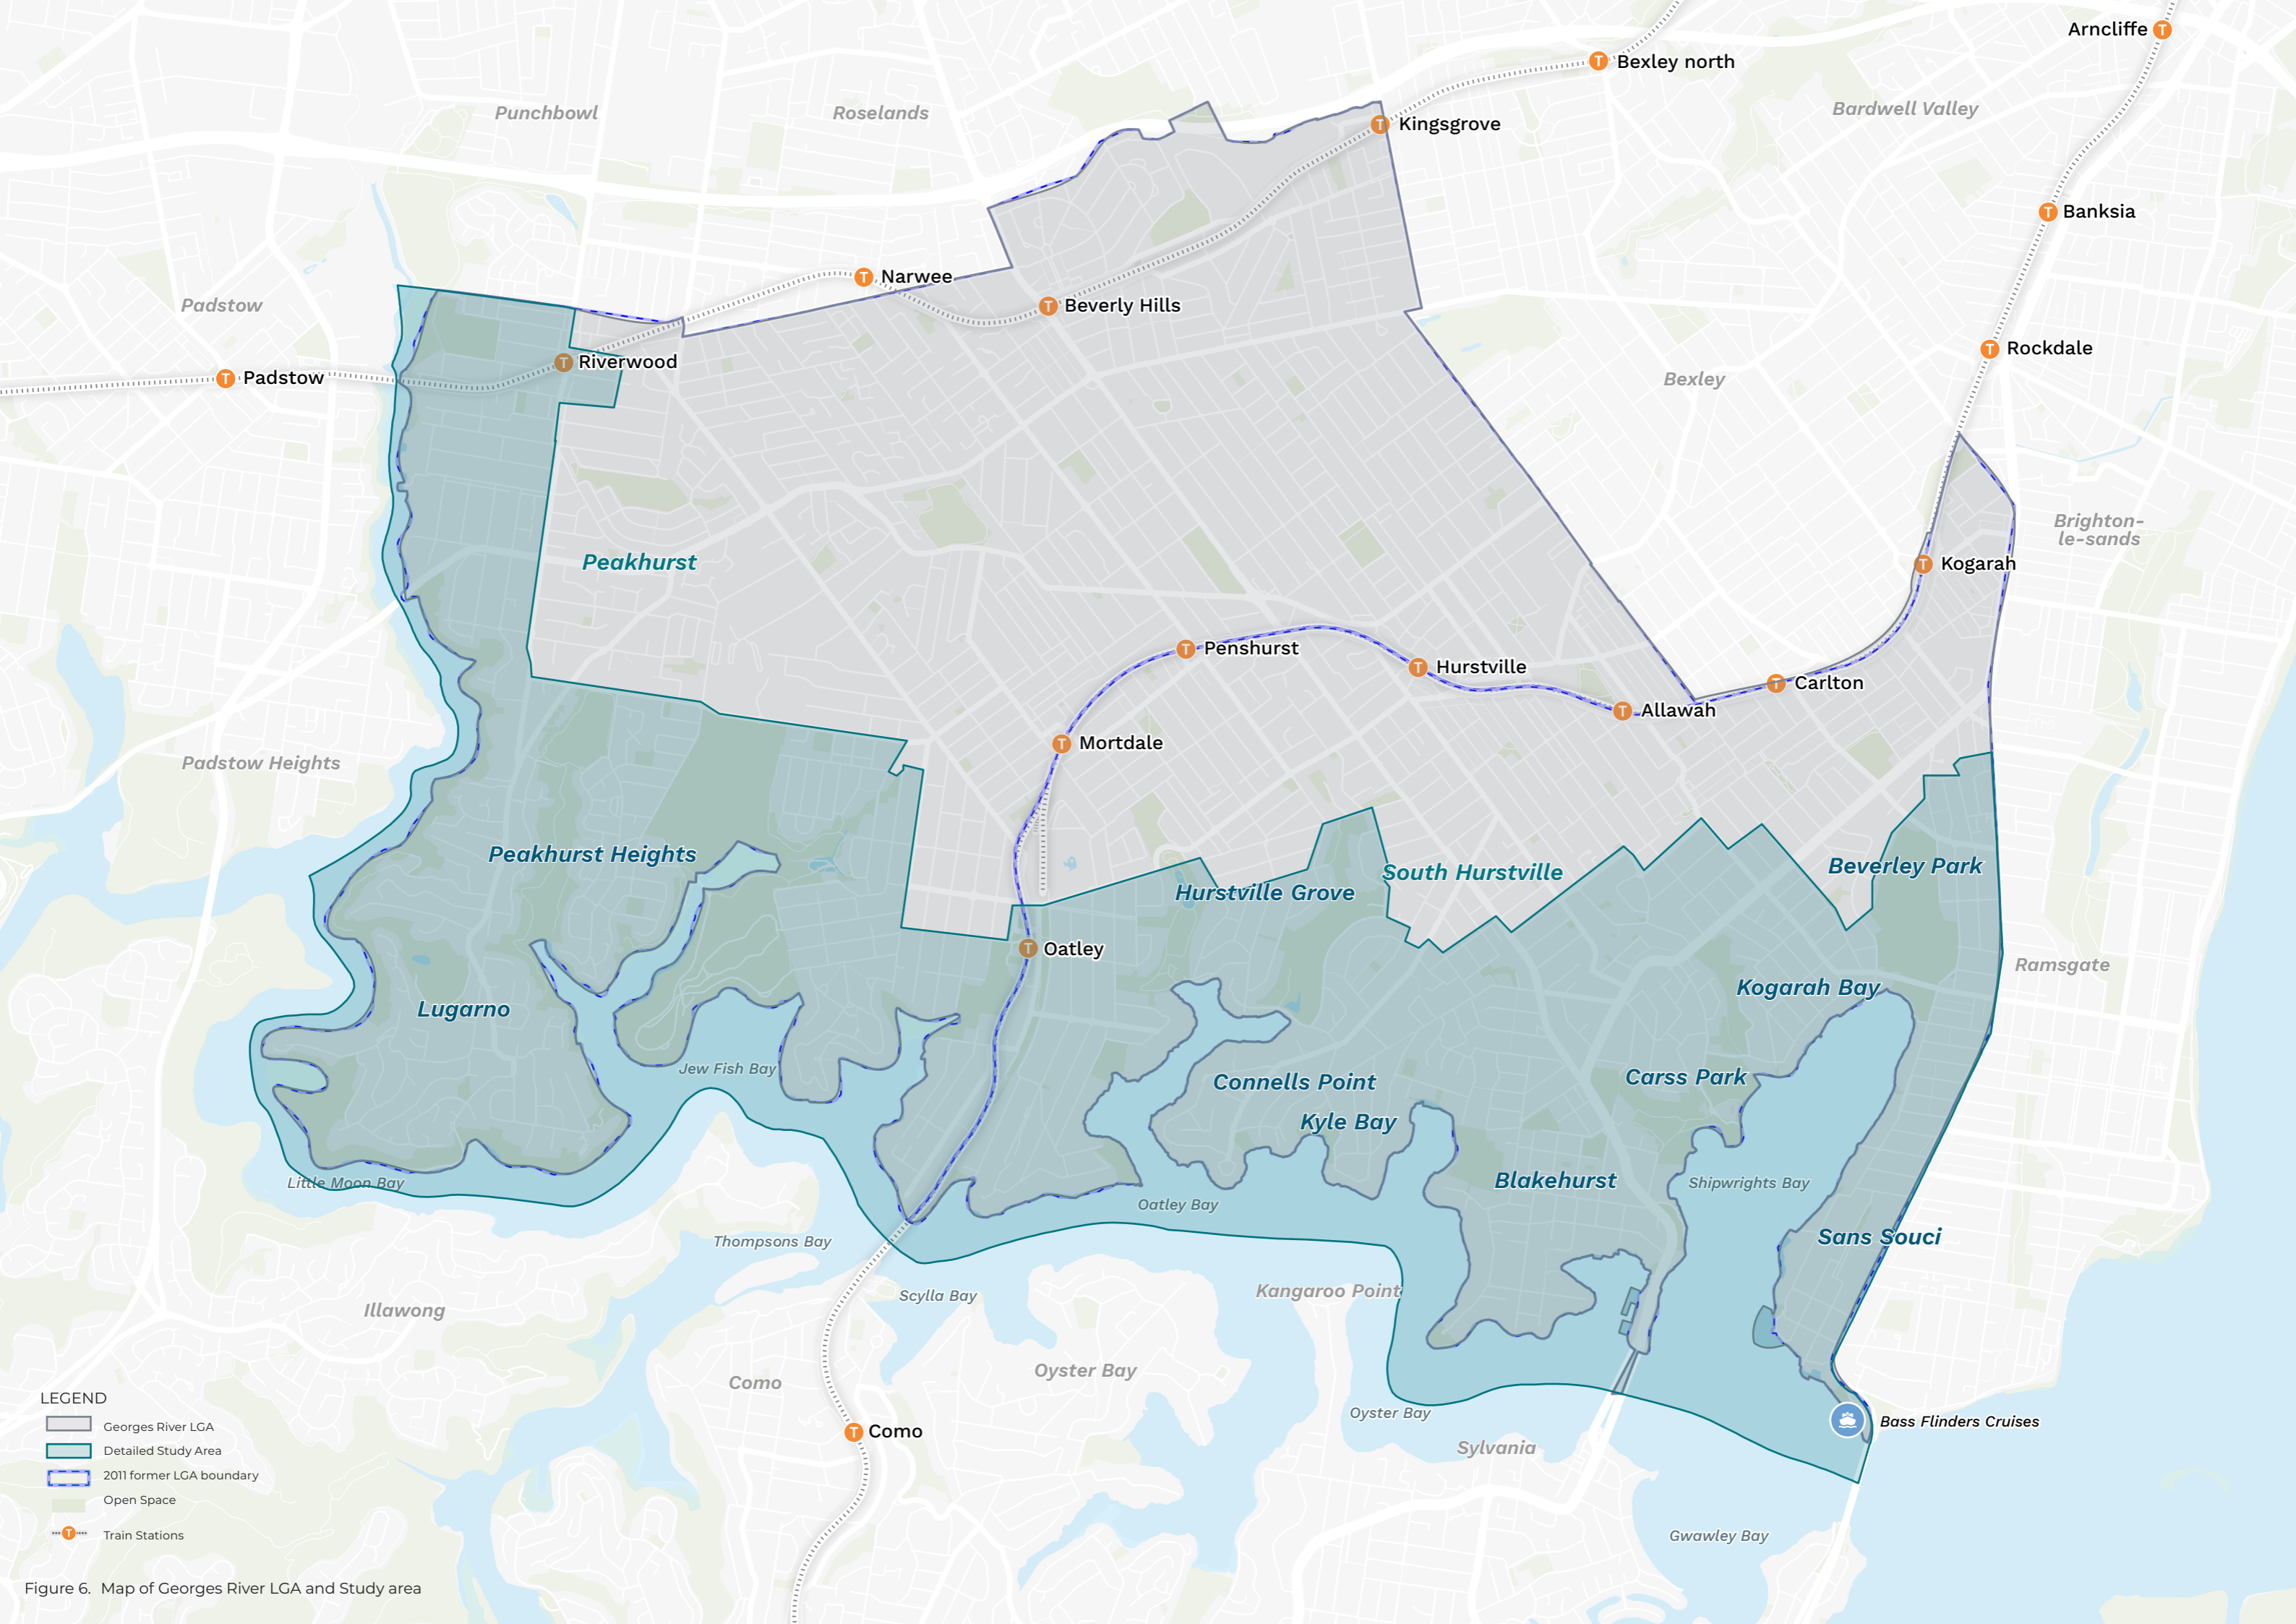 Arncliffe
Bexley north
Punchbowl
Roselands
Bardwell Valley
Kingsgrove
Banksia
Narwee
Padstow
Beverly Hills
Rockdale
Riverwood
Padstow
Bexley
Brighton-
le-sands
Peakhurst
Kogarah
Penshurst
Hurstville
Carlton
Allawah
Mortdale
Padstow Heights
Peakhurst Heights
Beverley Park
South Hurstville
Hurstville Grove
Oatley
Ramsgate
Kogarah Bay
Lugarno
Jew Fish Bay
Carss Park
Connells Point
Kyle Bay
Blakehurst
Little Moon Bay
Shipwrights Bay
Oatley Bay
Thompsons Bay
Sans Souci
Kangaroo Point
Scylla Bay
Illawong
Oyster Bay
Como
Oyster Bay
Bass Flinders Cruises
Como
Sylvania
Gwawley Bay
LEGEND
Georges River LGA
Detailed Study Area
2011 former LGA boundary
Open Space
T Train Stations
Figure 6. Map of Georges River LGA and Study area